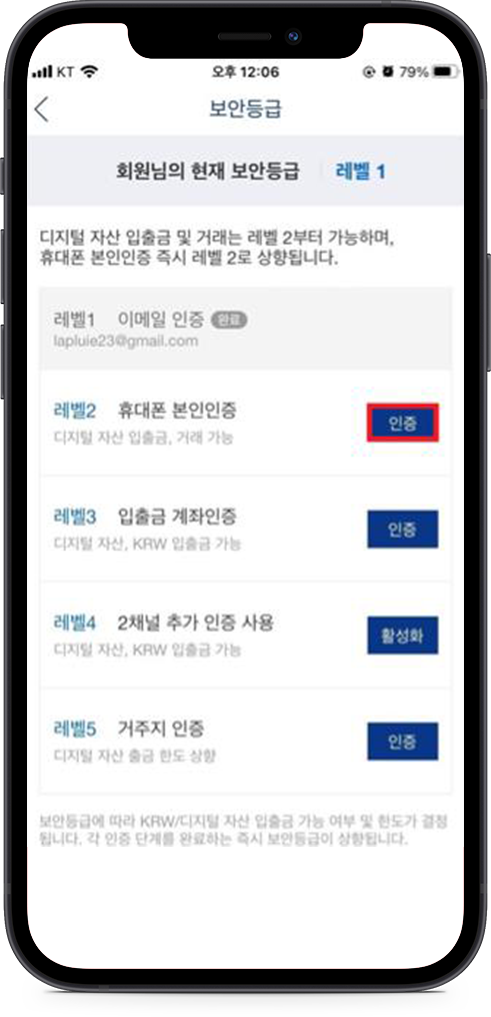 KT 오후 12:06 79%
보안등급
회원님의 현재 보안등급 레벨 1
디지털 자산 입출금 및 거래는 레벨 2부터 가능하며,
휴대폰 본인인증 즉시 레벨 2로 상향됩니다.
레벨1 이메일 인증 완료
lapluie23@gmail.com
레벨2 휴대폰 본인인증
인증
디지털 자산 입출금, 거래 가능
레벨3 입출금 계좌인증
인증
디지털 자산, KRW 입출금 가능
레벨4 2채널 추가 인증 사용
활성화
디지털 자산, KRW 입출금 가능
레벨5 거주지 인증
인증
디지털 자산 출금 한도 상향
보안등급에 따라 KRW/디지털 자산 입출금 가능 여부 및 한도가 결정
됩니다. 각 인증 단계를 완료하는 즉시 보안등급이 상향됩니다.